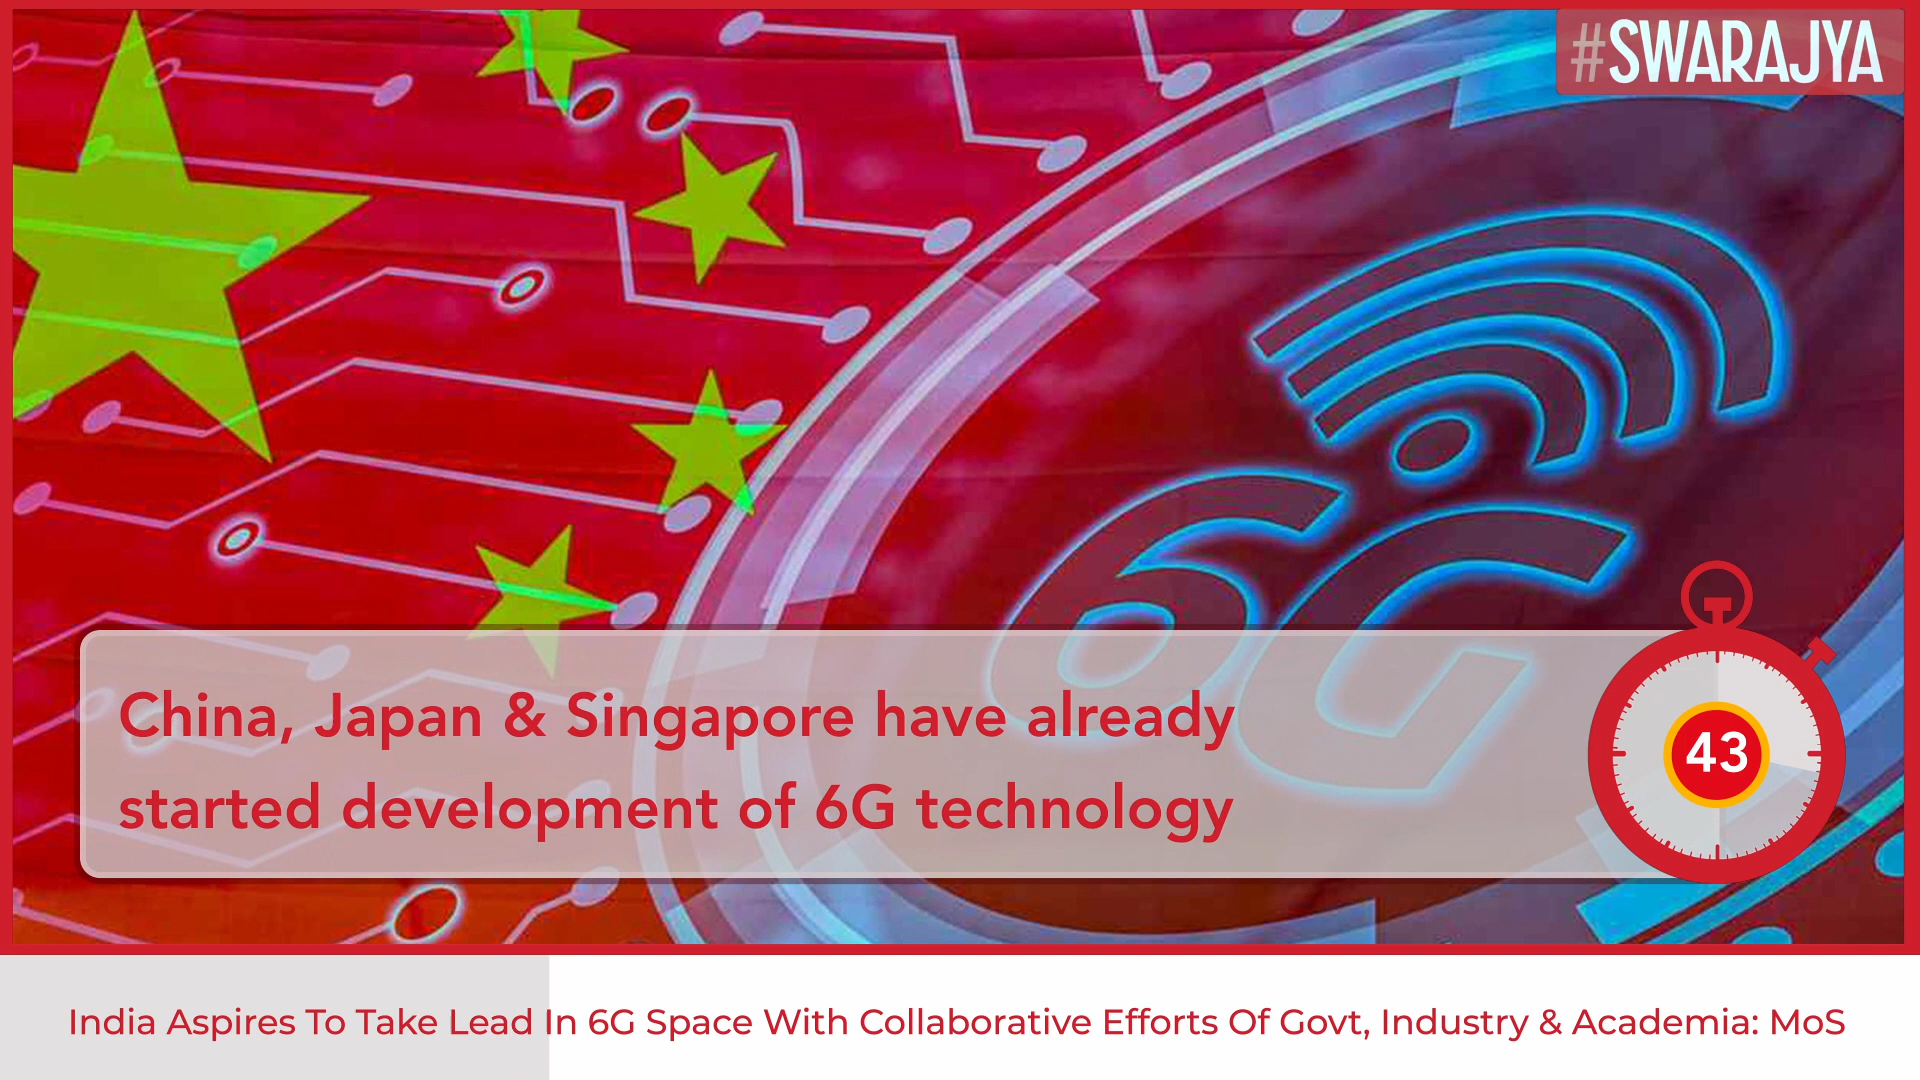 #SWARAJYA
6G
China, Japan & Singapore have already
started development of 6G technology
43
India Aspires To Take Lead In 6G Space With Collaborative Efforts Of Govt, Industry & Academia: MoS